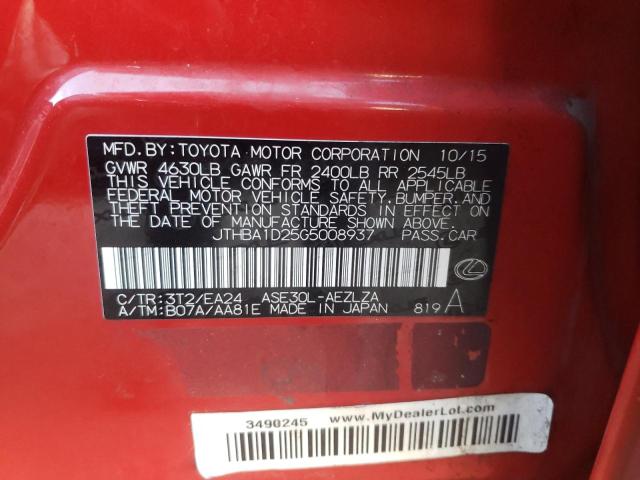 MFD. BY: TOYOTA MOTOR CORPORATION 10/15
GVWR 4630LB GAWR FR 2400LB RR 2545LB
THIS VEHICLE CONFORMS TO ALL APPLICABLE
FEDERAL MOTOR VEHICLE SAFETY, BUMPER, AND
THEFT PREVENTION STANDARDS IN EFFECT ON
THE DATE OF MANUFACTURE SHOWN ABOVE.
JTHBA1D25G5008937 PASS. CAR
C/TR: 3T2/EA24 ASE30L-AEZLZA
A/TM: B07A/AA81E MADE IN JAPAN 819 A
3490245 www.MyDealerLot.com